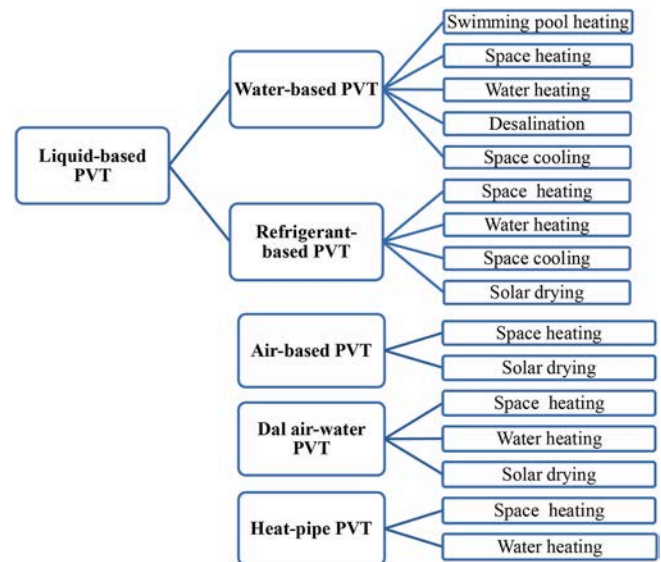 Liquid-based
PVT
Water-based PVT
Swimming pool heating
Space heating
Water heating
Desalination
Space cooling
Refrigerant-
based PVT
Space heating
Water heating
Space cooling
Solar drying
Air-based PVT
Space heating
Solar drying
Dal air-water
PVT
Space heating
Water heating
Solar drying
Heat-pipe PVT
Space heating
Water heating